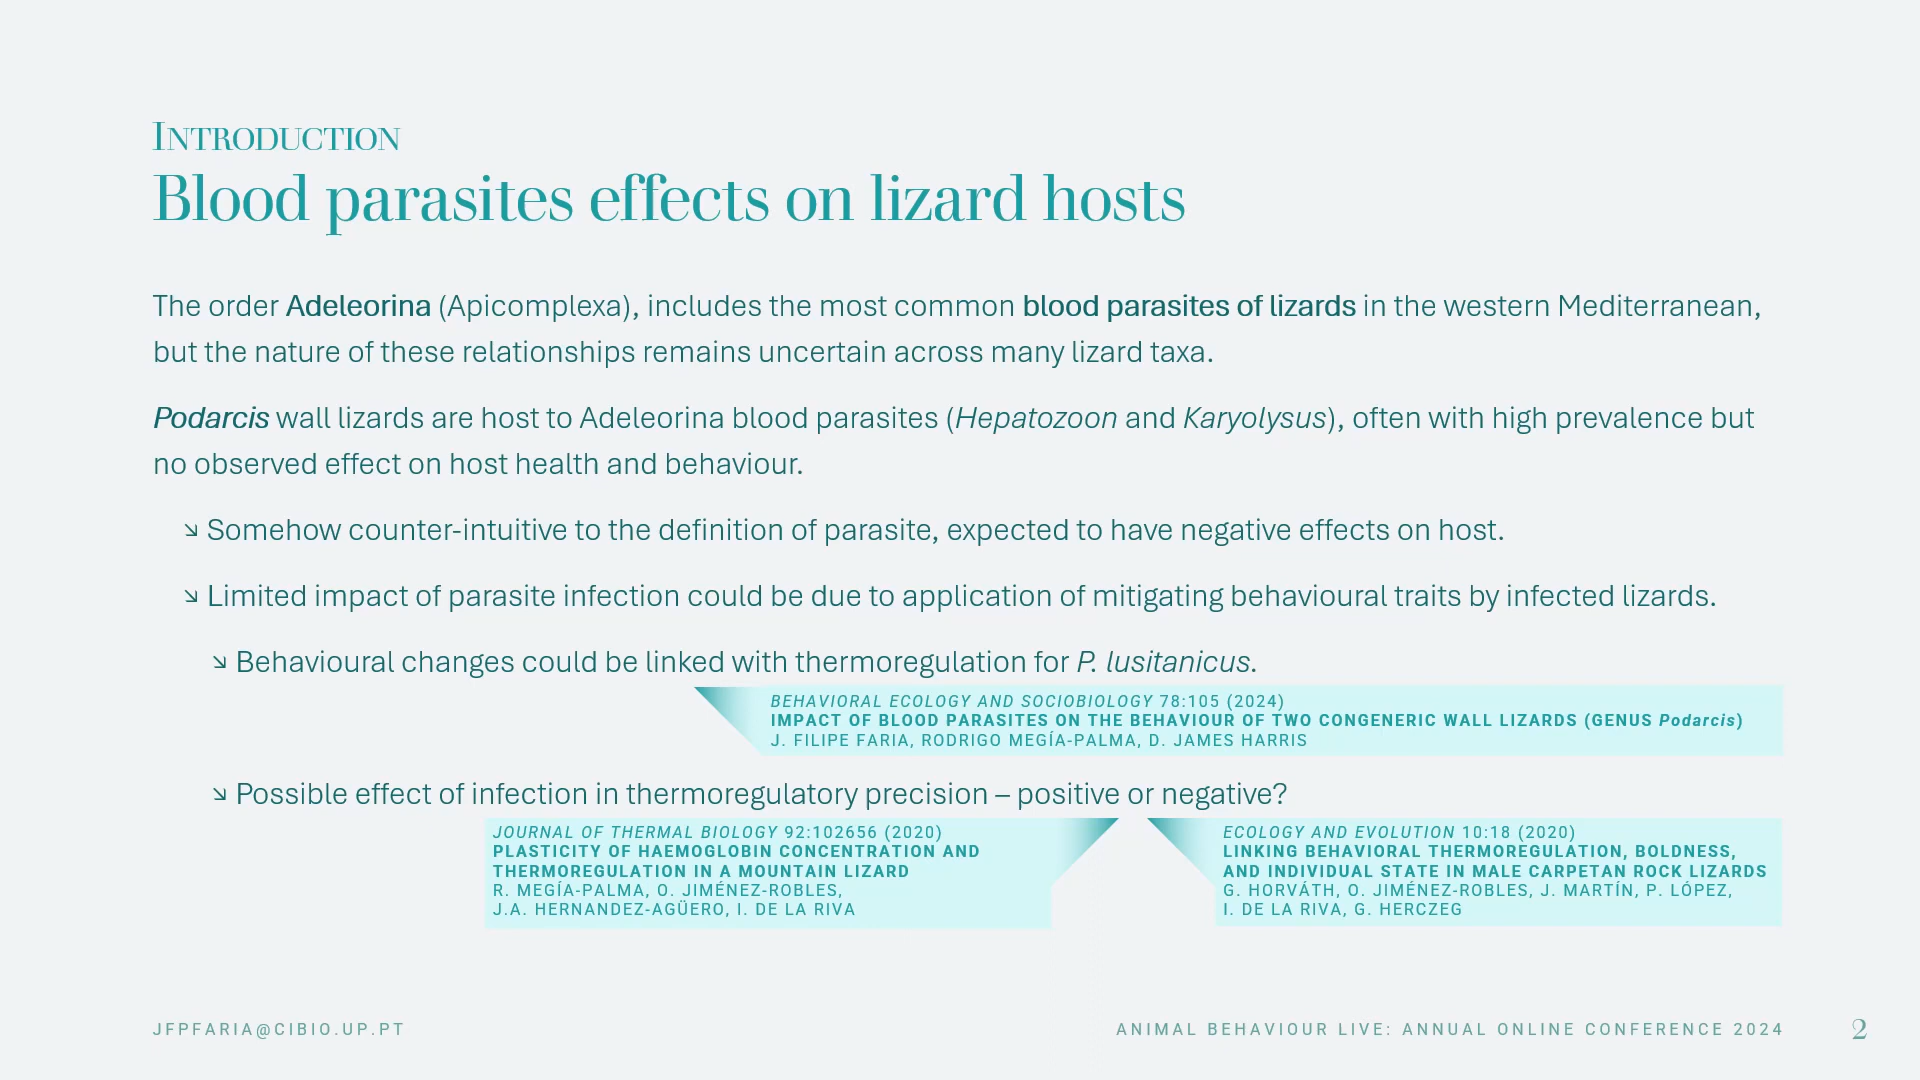 INTRODUCTION
Blood parasites effects on lizard hosts
The order Adeleorina (Apicomplexa), includes the most common blood parasites of lizards in the western Mediterranean,
but the nature of these relationships remains uncertain across many lizard taxa.
Podarcis wall lizards are host to Adeleorina blood parasites (Hepatozoon and Karyolysus), often with high prevalence but
no observed effect on host health and behaviour.
↘ Somehow counter-intuitive to the definition of parasite, expected to have negative effects on host.
↘ Limited impact of parasite infection could be due to application of mitigating behavioural traits by infected lizards.
↘ Behavioural changes could be linked with thermoregulation for P. lusitanicus.
BEHAVIORAL ECOLOGY AND SOCIOBIOLOGY 78:105 (2024)
IMPACT OF BLOOD PARASITES ON THE BEHAVIOUR OF TWO CONGENERIC WALL LIZARDS (GENUS Podarcis)
J. FILIPE FARIA, RODRIGO MEGÍA-PALMA, D. JAMES HARRIS
↘ Possible effect of infection in thermoregulatory precision – positive or negative?
JOURNAL OF THERMAL BIOLOGY 92:102656 (2020)
PLASTICITY OF HAEMOGLOBIN CONCENTRATION AND
THERMOREGULATION IN A MOUNTAIN LIZARD
R. MEGÍA-PALMA, O. JIMÉNEZ-ROBLES,
J.A. HERNANDEZ-AGÜERO, I. DE LA RIVA
ECOLOGY AND EVOLUTION 10:18 (2020)
LINKING BEHAVIORAL THERMOREGULATION, BOLDNESS,
AND INDIVIDUAL STATE IN MALE CARPETAN ROCK LIZARDS
G. HORVÁTH, O. JIMÉNEZ-ROBLES, J. MARTÍN, P. LÓPEZ,
I. DE LA RIVA, G. HERCZEG
JFPFARIA@CIBIO.UP.PT
ANIMAL BEHAVIOUR LIVE: ANNUAL ONLINE CONFERENCE 2024
2